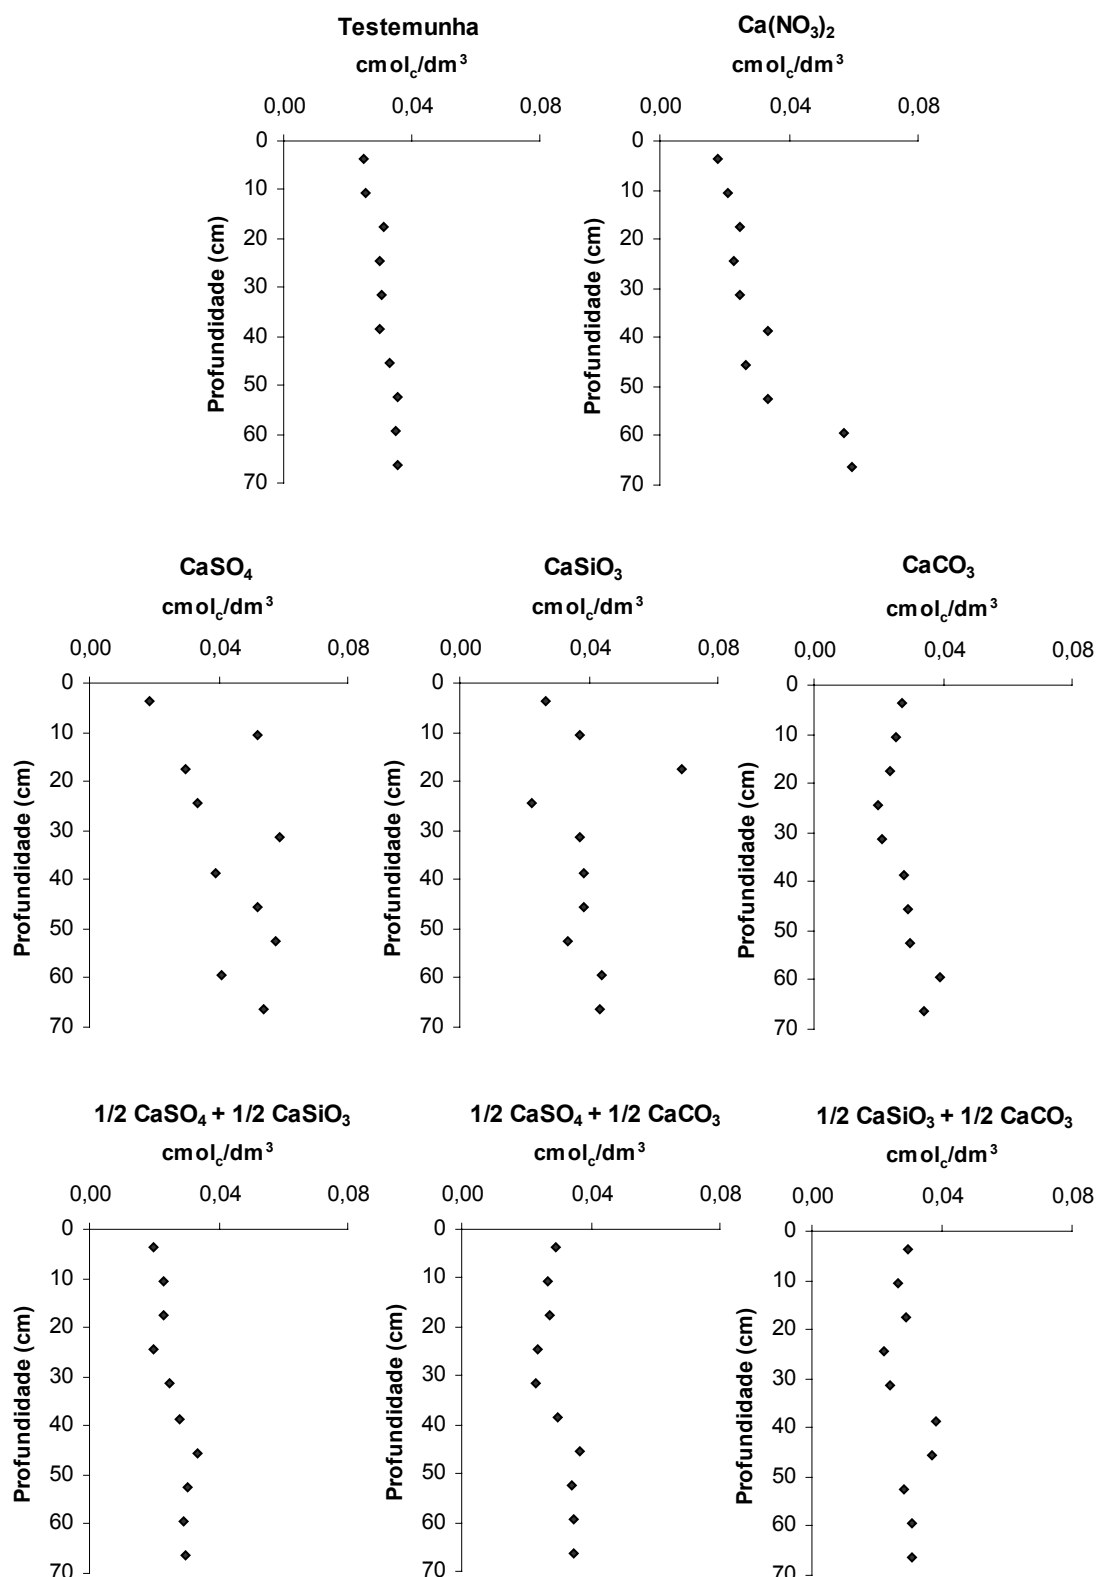 Testemunha
cmol_c/dm³
0,00 0,04 0,08
0
10
20
30
40
50
60
70
Profundidade (cm)
Ca(NO₃)₂
cmol_c/dm³
0,00 0,04 0,08
0
10
20
30
40
50
60
70
Profundidade (cm)
CaSO₄
cmol_c/dm³
0,00 0,04 0,08
0
10
20
30
40
50
60
70
Profundidade (cm)
CaSiO₃
cmol_c/dm³
0,00 0,04 0,08
0
10
20
30
40
50
60
70
Profundidade (cm)
CaCO₃
cmol_c/dm³
0,00 0,04 0,08
0
10
20
30
40
50
60
70
Profundidade (cm)
1/2 CaSO₄ + 1/2 CaSiO₃
cmol_c/dm³
0,00 0,04 0,08
0
10
20
30
40
50
60
70
Profundidade (cm)
1/2 CaSO₄ + 1/2 CaCO₃
cmol_c/dm³
0,00 0,04 0,08
0
10
20
30
40
50
60
70
Profundidade (cm)
1/2 CaSiO₃ + 1/2 CaCO₃
cmol_c/dm³
0,00 0,04 0,08
0
10
20
30
40
50
60
70
Profundidade (cm)